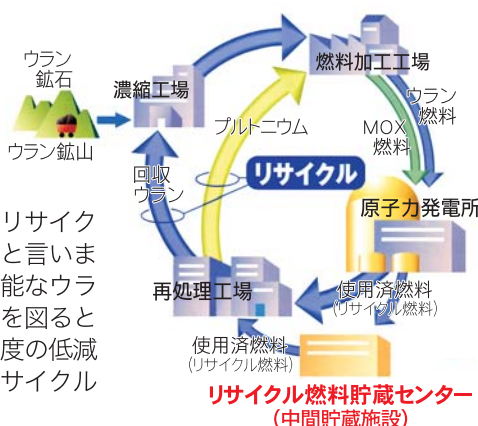 ウラン
鉱石
ウラン鉱山
濃縮工場
燃料加工工場
プルトニウム
MOX
燃料
ウラン
燃料
回収
ウラン
リサイクル
原子力発電所
再処理工場
使用済燃料
(リサイクル燃料)
使用済燃料
(リサイクル燃料)
リサイクル燃料貯蔵センター
(中間貯蔵施設)
リサイク
と言いま
能なウラ
を図ると
度の低減
サイクル